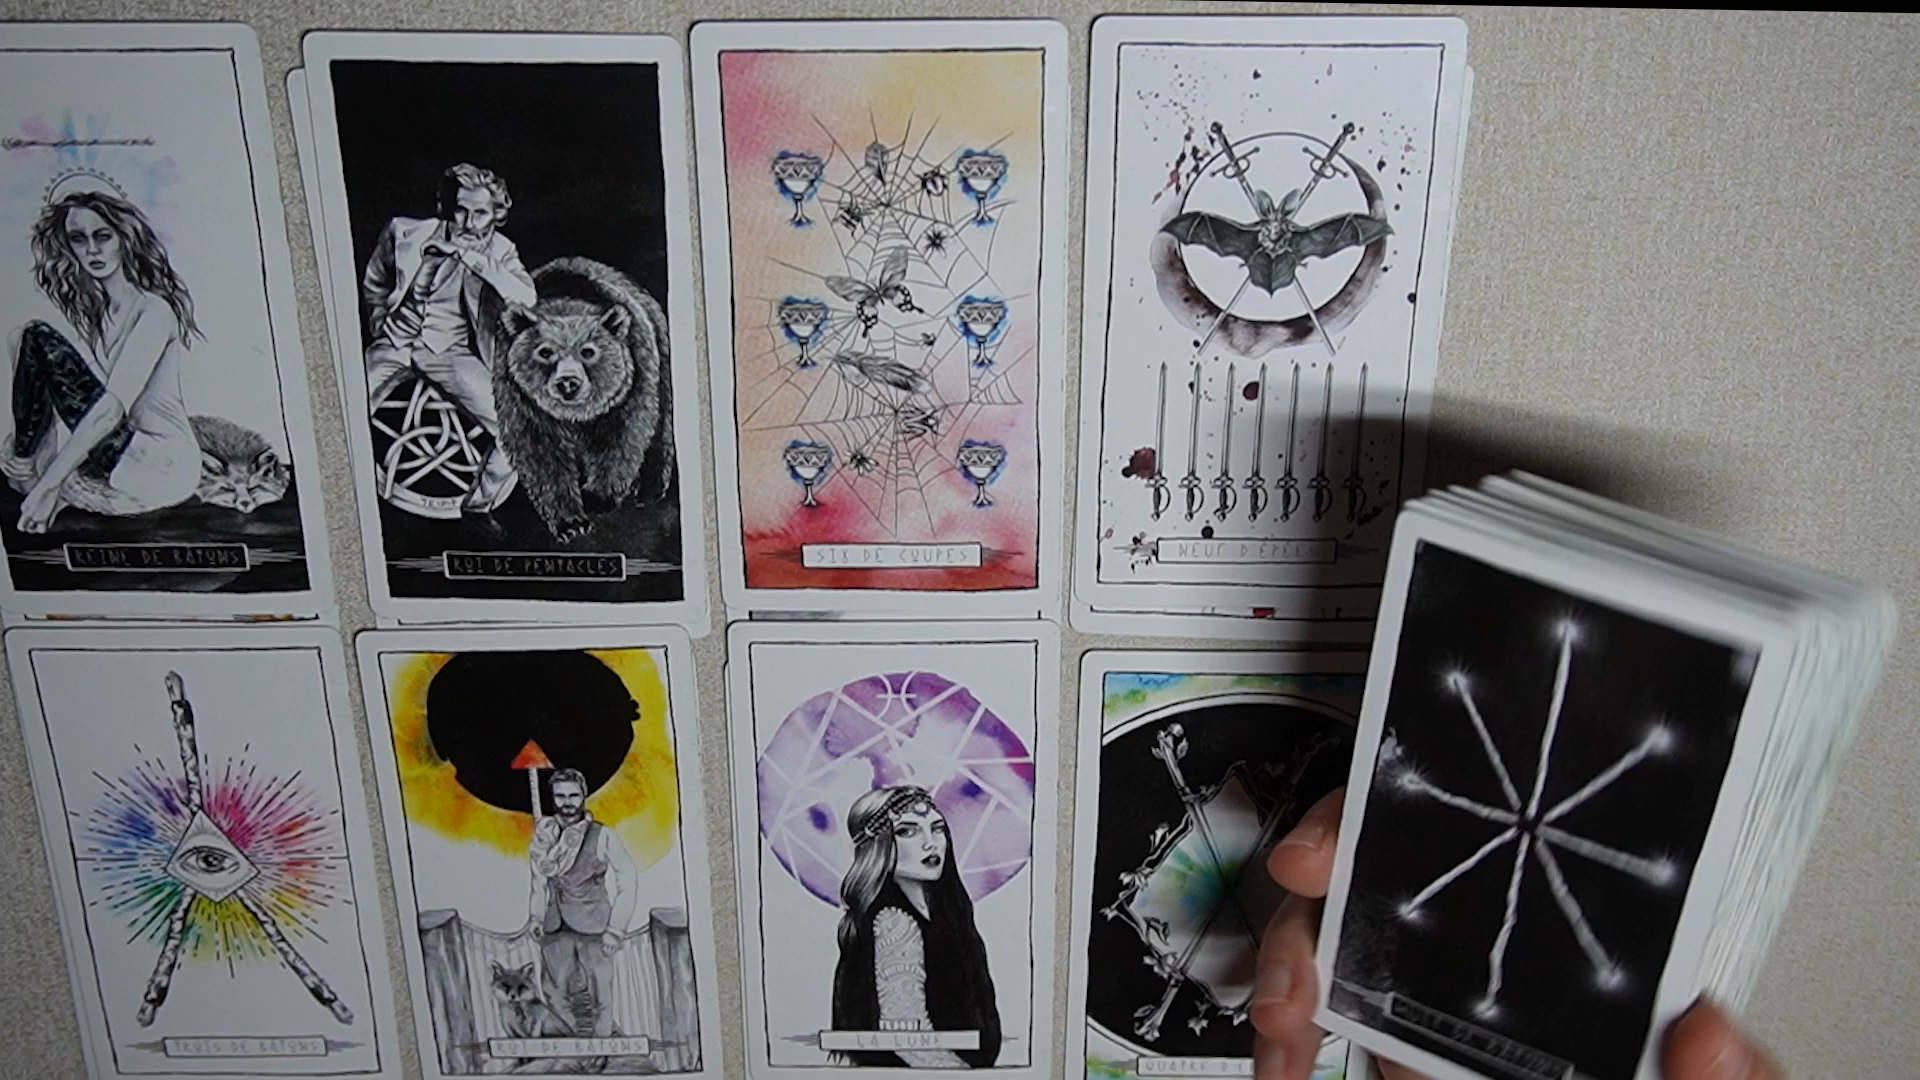 REINE DE BÂTONS
ROI DE PENTACLES
SIX DE COUPES
NEUF D'ÉPÉES
TROIS DE BÂTONS
ROI DE BÂTONS
LA LUNE
QUATRE